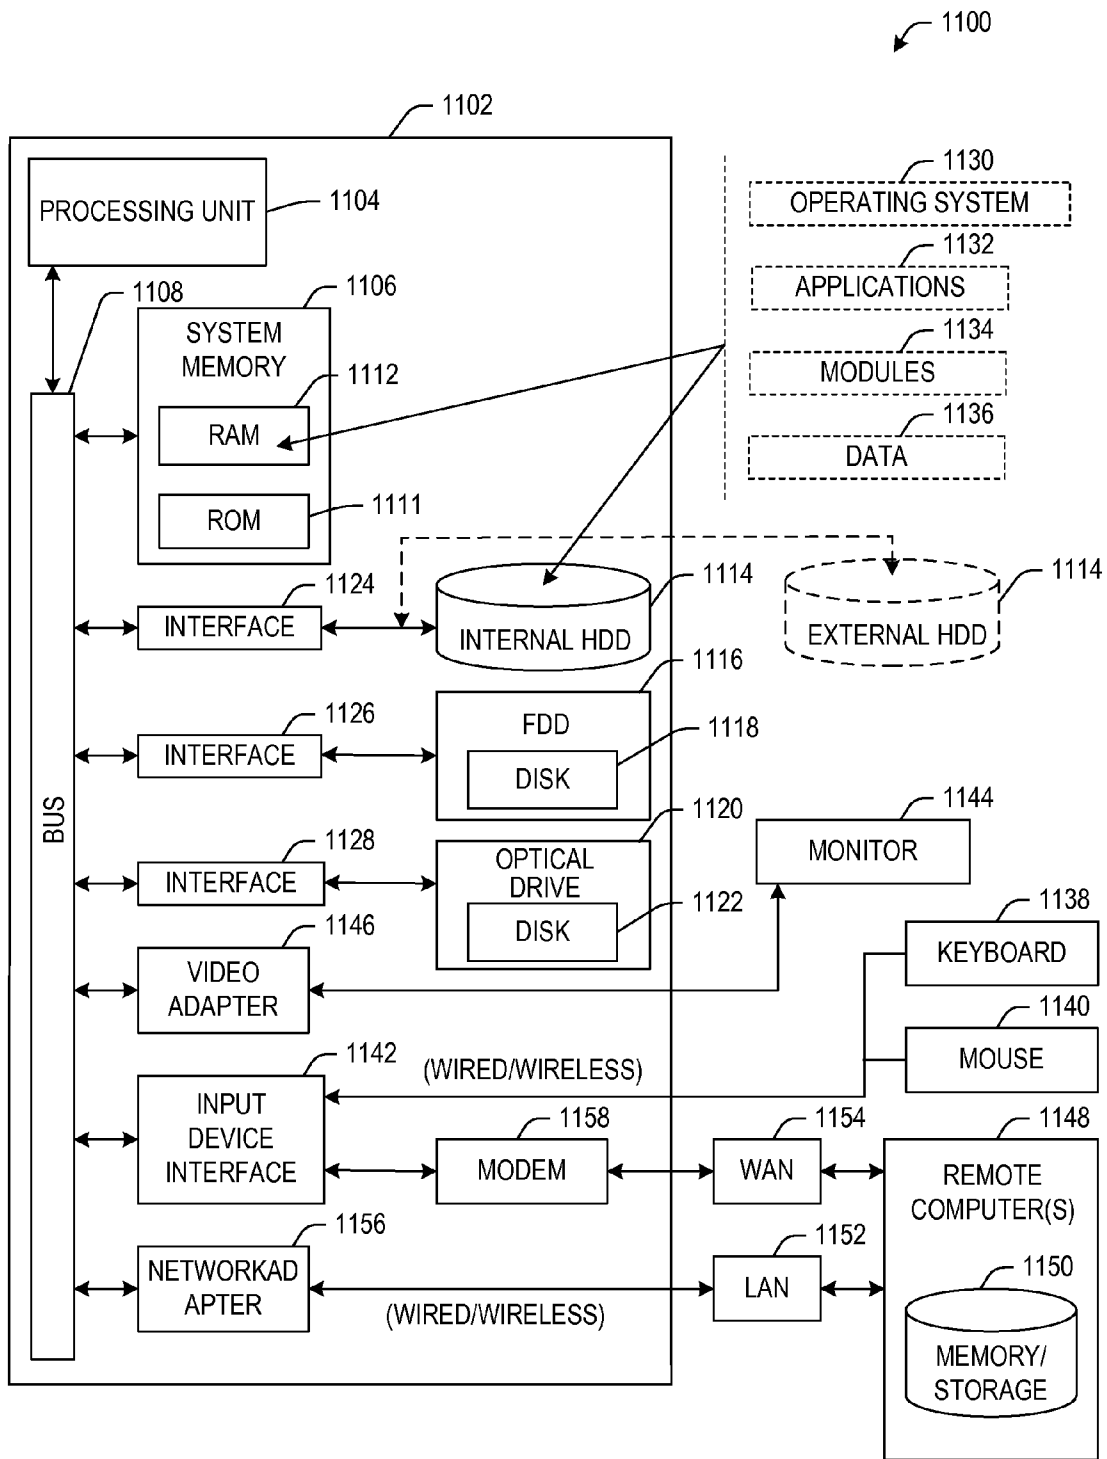 1100
1102
PROCESSING UNIT
1104
1130
OPERATING SYSTEM
1132
APPLICATIONS
1134
MODULES
1136
DATA
1108
1106
SYSTEM
MEMORY
1112
RAM
1111
ROM
1124
INTERFACE
1114
INTERNAL HDD
1114
EXTERNAL HDD
1126
INTERFACE
1116
FDD
1118
DISK
BUS
1128
INTERFACE
1120
OPTICAL
DRIVE
1122
DISK
1144
MONITOR
1146
VIDEO
ADAPTER
1138
KEYBOARD
1140
MOUSE
1142
INPUT
DEVICE
INTERFACE
(WIRED/WIRELESS)
1158
MODEM
1154
WAN
1148
REMOTE
COMPUTER(S)
1156
NETWORKAD
APTER
(WIRED/WIRELESS)
1152
LAN
1150
MEMORY/
STORAGE